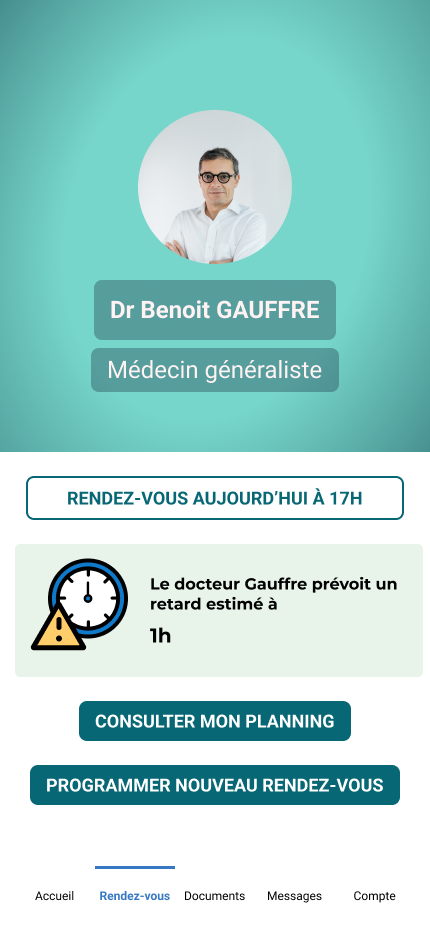 Dr Benoit GAUFFRE
Médecin généraliste
RENDEZ-VOUS AUJOURD’HUI À 17H
Le docteur Gauffre prévoit un
retard estimé à
1h
CONSULTER MON PLANNING
PROGRAMMER NOUVEAU RENDEZ-VOUS
Accueil Rendez-vous Documents Messages Compte